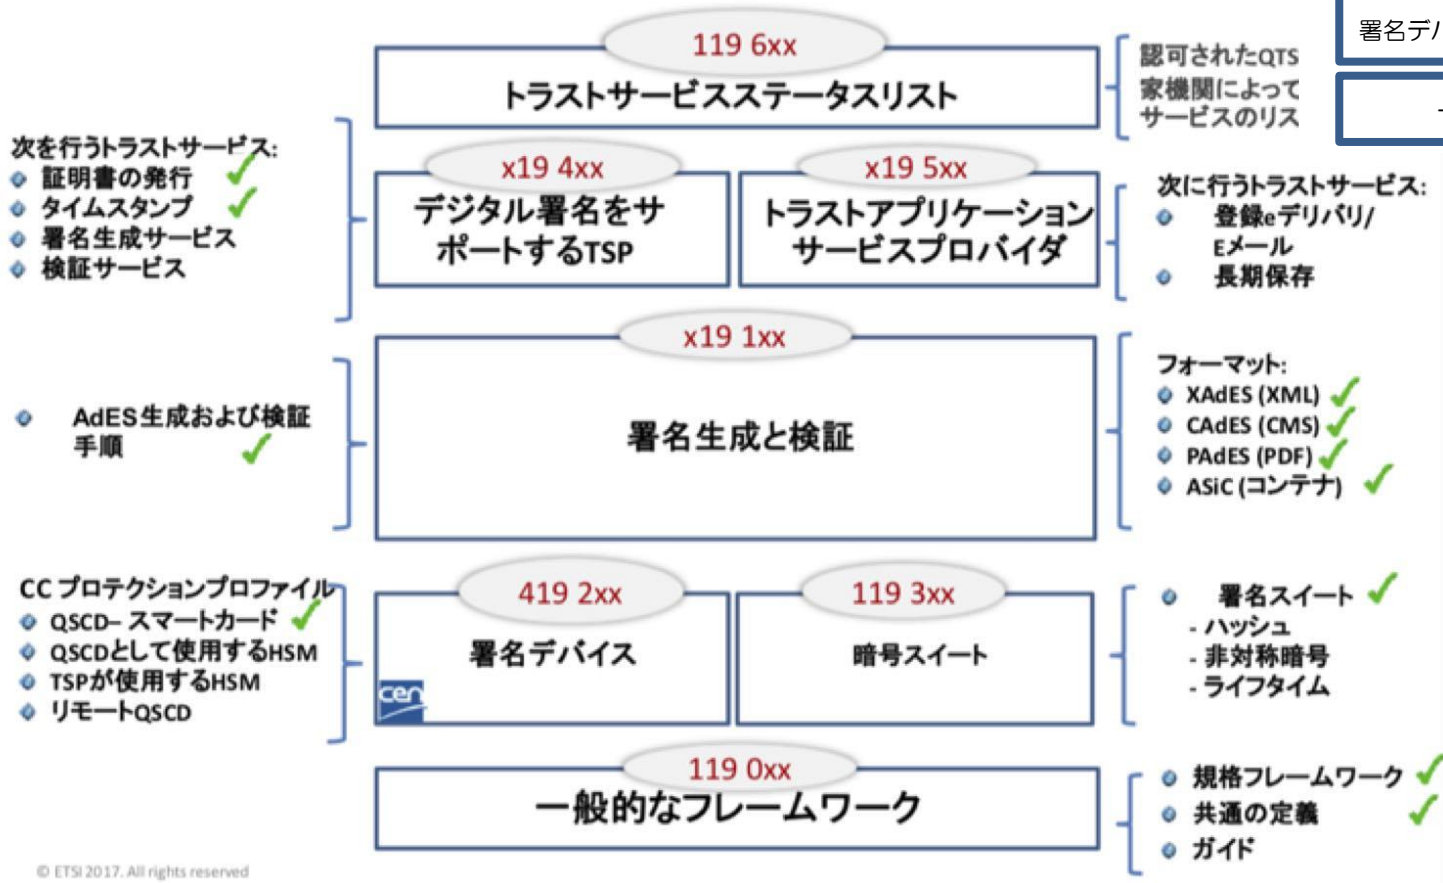 119 6xx
トラストサービスステータスリスト
認可されたQTS
家機関によって
サービスのリス
署名デ
次を行うトラストサービス:
証明書の発行
タイムスタンプ
署名生成サービス
検証サービス
x19 4xx
デジタル署名をサ
ポートするTSP
x19 5xx
トラストアプリケーション
サービスプロバイダ
次に行うトラストサービス:
登録eデリバリ/
Eメール
長期保存
x19 1xx
署名生成と検証
AdES生成および検証
手順
フォーマット:
XAdES (XML)
CAdES (CMS)
PAdES (PDF)
ASiC (コンテナ)
CC プロテクションプロファイル
QSCD– スマートカード
QSCDとして使用するHSM
TSPが使用するHSM
リモートQSCD
419 2xx
署名デバイス
cen
119 3xx
暗号スイート
署名スイート
- ハッシュ
- 非対称暗号
- ライフタイム
119 0xx
一般的なフレームワーク
規格フレームワーク
共通の定義
ガイド
© ETSI 2017. All rights reserved